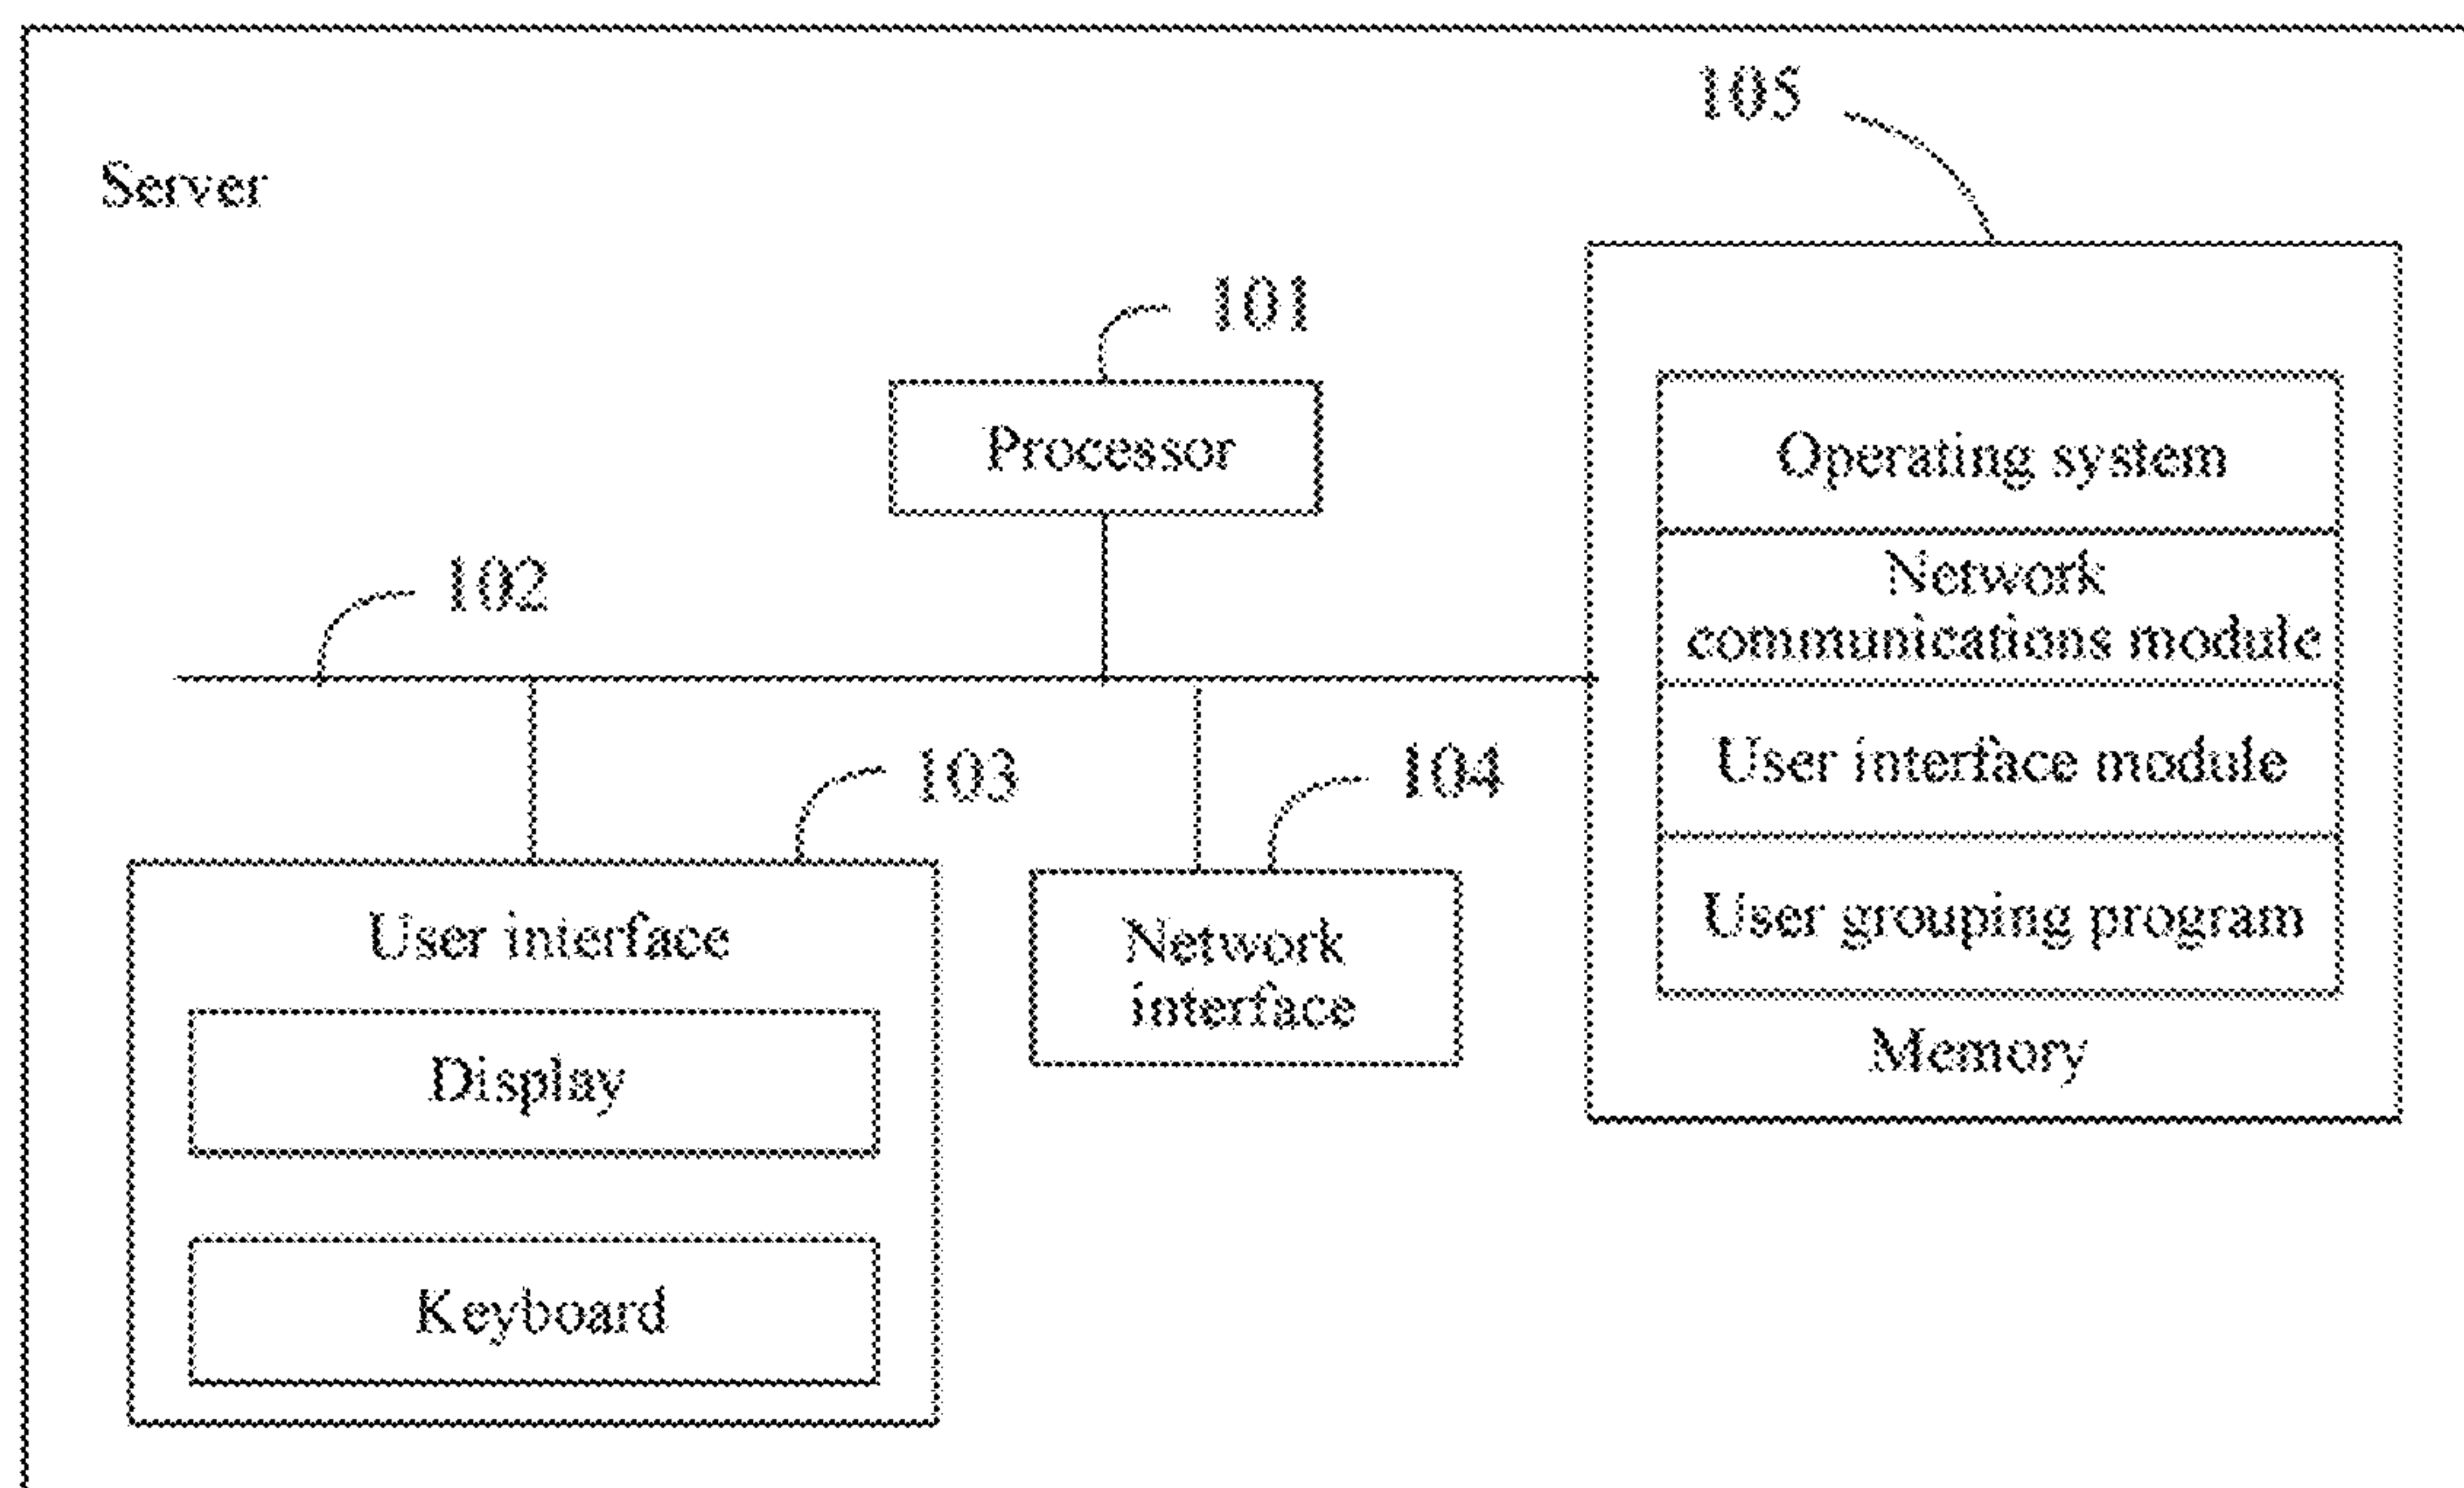 105
Server
101
Processor
Operating system
102
Network
communications module
User interface module
103
104
User interface
Network
interface
User grouping program
Display
Memory
Keyboard